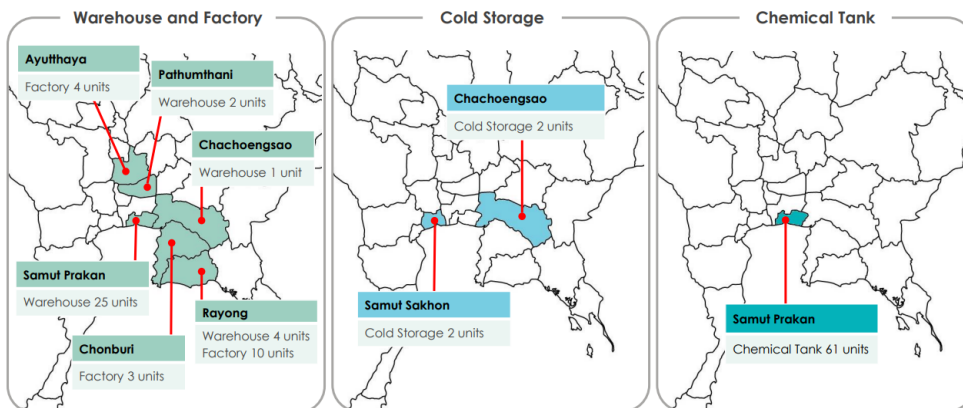 Warehouse and Factory
Ayutthaya
Factory 4 units
Pathumthani
Warehouse 2 units
Chachoengsao
Warehouse 1 unit
Samut Prakan
Warehouse 25 units
Rayong
Warehouse 4 units
Factory 10 units
Chonburi
Factory 3 units
Cold Storage
Chachoengsao
Cold Storage 2 units
Samut Sakhon
Cold Storage 2 units
Chemical Tank
Samut Prakan
Chemical Tank 61 units